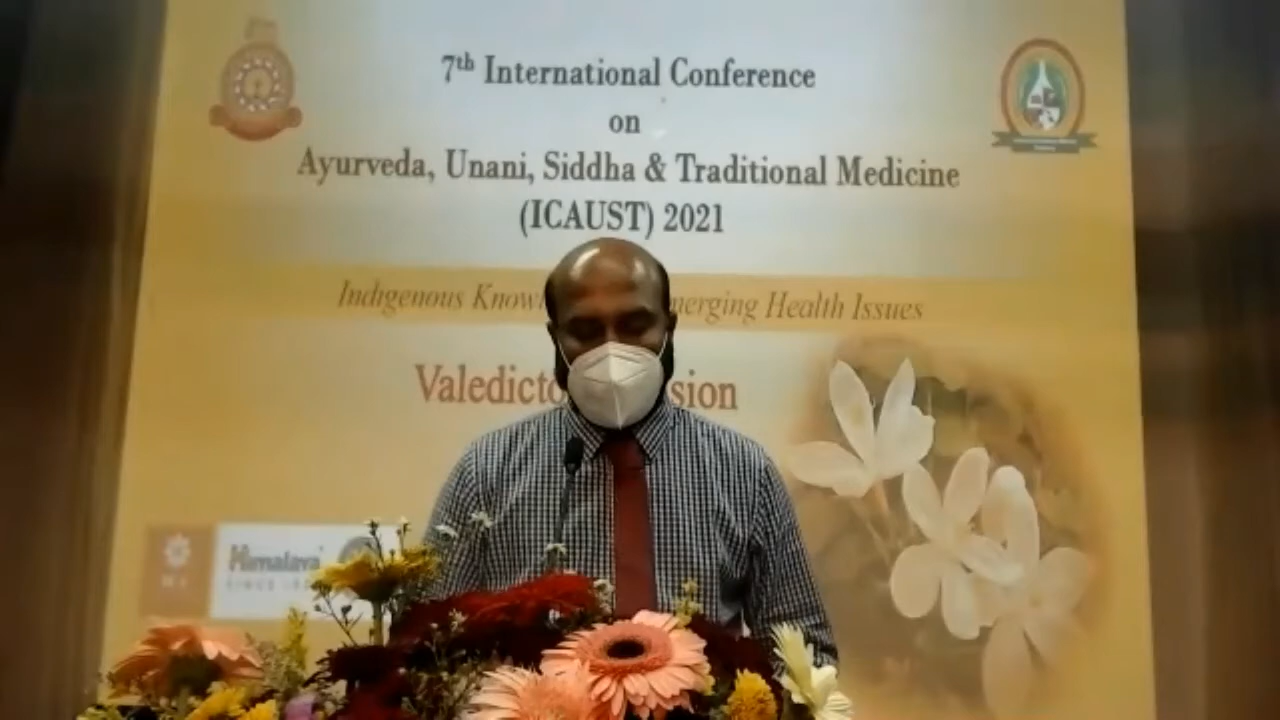 7th International Conference
on
Ayurveda, Unani, Siddha & Traditional Medicine
(ICAUST) 2021
Indigenous Knowl merging Health Issues
Valedicto sion
Himalaya
SINCE